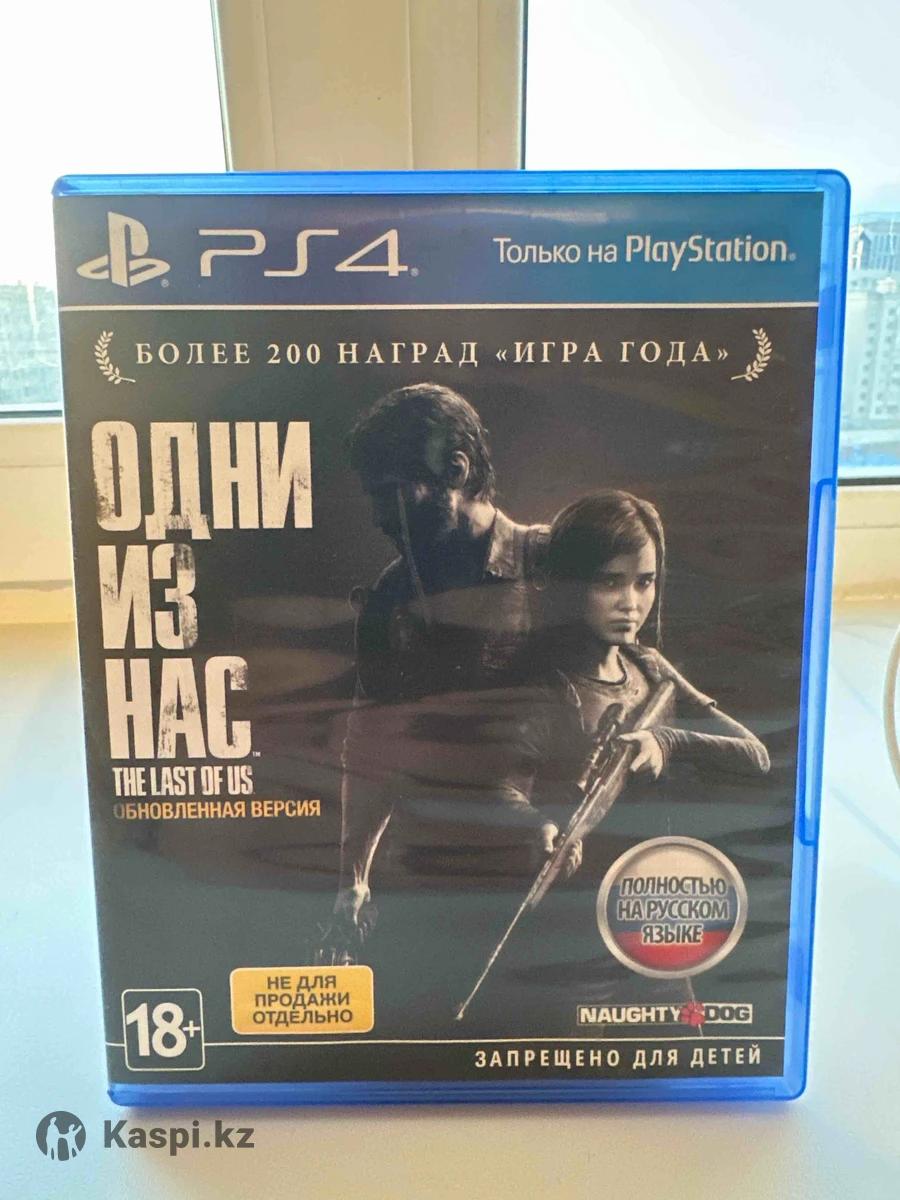 PS4
Только на PlayStation
БОЛЕЕ 200 НАГРАД «ИГРА ГОДА»
ОДНИ
ИЗ
НАС™
THE LAST OF US
ОБНОВЛЕННАЯ ВЕРСИЯ
ПОЛНОСТЬЮ
НА РУССКОМ
ЯЗЫКЕ
НЕ ДЛЯ
ПРОДАЖИ
ОТДЕЛЬНО
18+
NAUGHTY DOG
ЗАПРЕЩЕНО ДЛЯ ДЕТЕЙ
Kaspi.kz